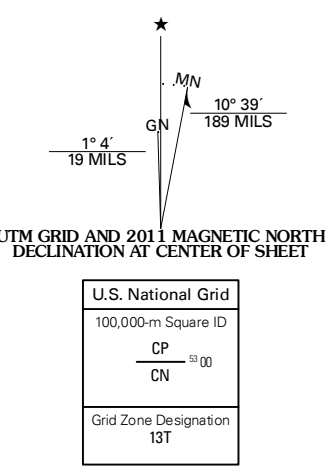 ★
MN
GN
10° 39´
189 MILS
1° 4´
19 MILS
UTM GRID AND 2011 MAGNETIC NORTH
DECLINATION AT CENTER OF SHEET
U.S. National Grid
100,000-m Square ID
CP
53 00
CN
Grid Zone Designation
13T